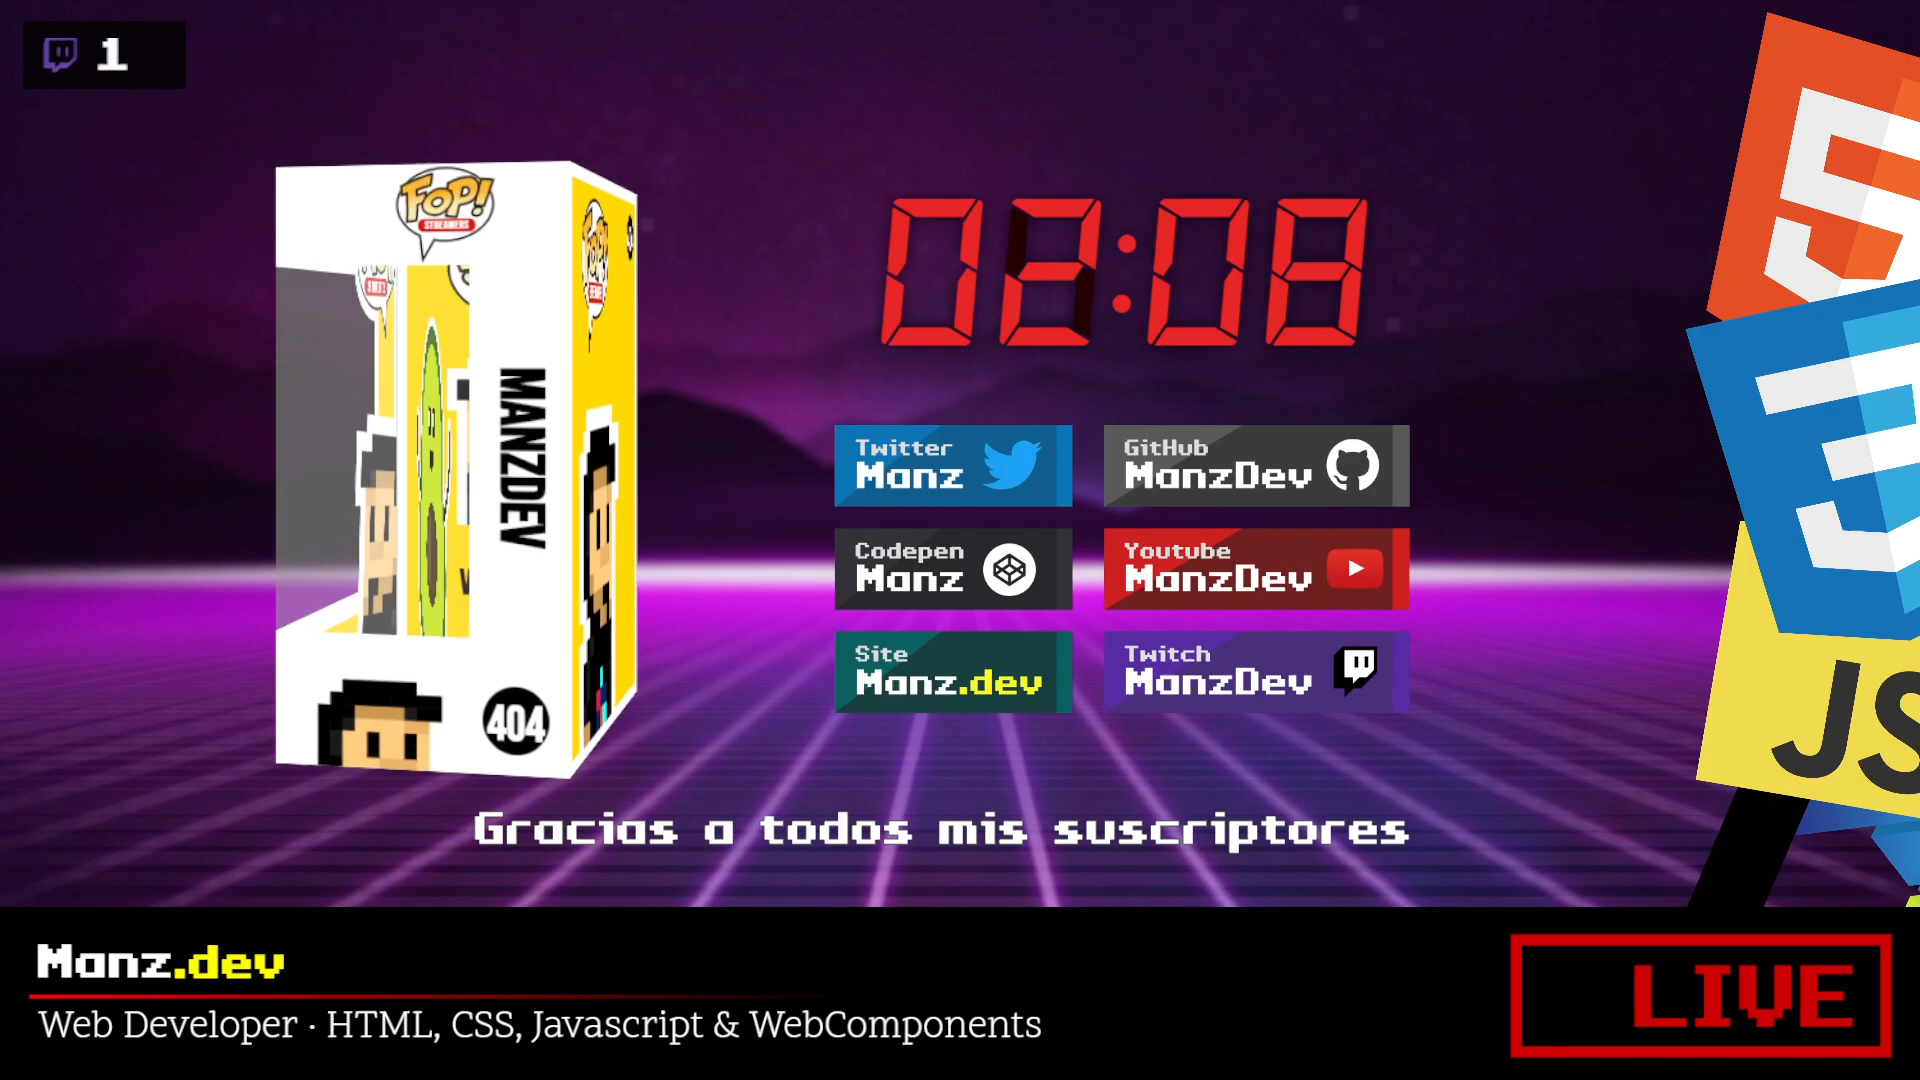 1
FOP!
STREAMERS
MANZDEV
404
02:08
Twitter
Manz
GitHub
ManzDev
Codepen
Manz
Youtube
ManzDev
Site
Manz.dev
Twitch
ManzDev
JS
Gracias a todos mis suscriptores
Manz.dev
Web Developer · HTML, CSS, Javascript & WebComponents
LIVE